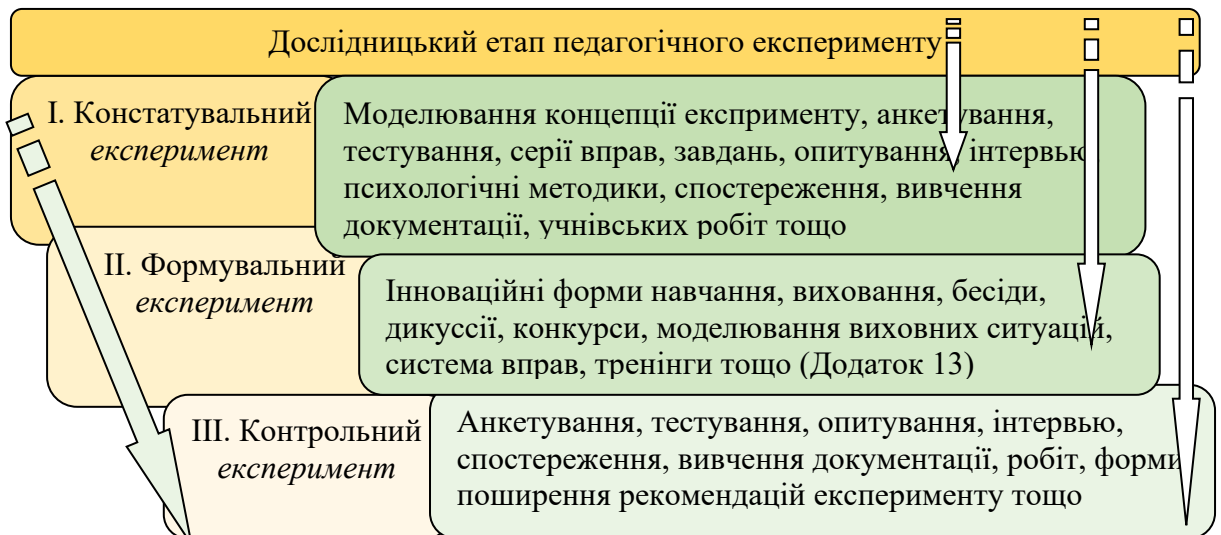 Дослідницький етап педагогічного експерименту
І. Констатувальний
експеримент
Моделювання концепції експрименту, анкетування,
тестування, серії вправ, завдань, опитування, інтервью
психологічні методики, спостереження, вивчення
документації, учнівських робіт тощо
ІІ. Формувальний
експеримент
Інноваційні форми навчання, виховання, бесіди,
дикуссії, конкурси, моделювання виховних ситуацій,
система вправ, тренінги тощо (Додаток 13)
ІІІ. Контрольний
експеримент
Анкетування, тестування, опитування, інтервью,
спостереження, вивчення документації, робіт, форми
поширення рекомендацій експерименту тощо